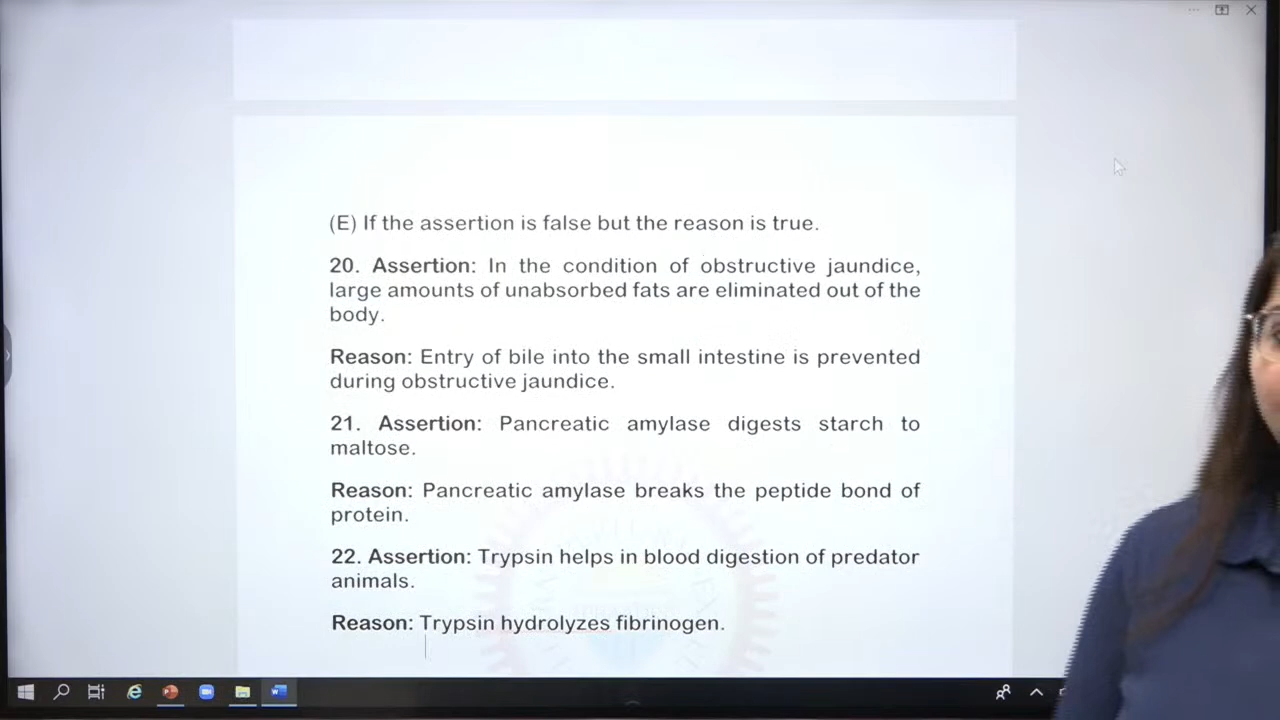 (E) If the assertion is false but the reason is true.
20. Assertion: In the condition of obstructive jaundice,
large amounts of unabsorbed fats are eliminated out of the
body.
Reason: Entry of bile into the small intestine is prevented
during obstructive jaundice.
21. Assertion: Pancreatic amylase digests starch to
maltose.
Reason: Pancreatic amylase breaks the peptide bond of
protein.
22. Assertion: Trypsin helps in blood digestion of predator
animals.
Reason: Trypsin hydrolyzes fibrinogen.